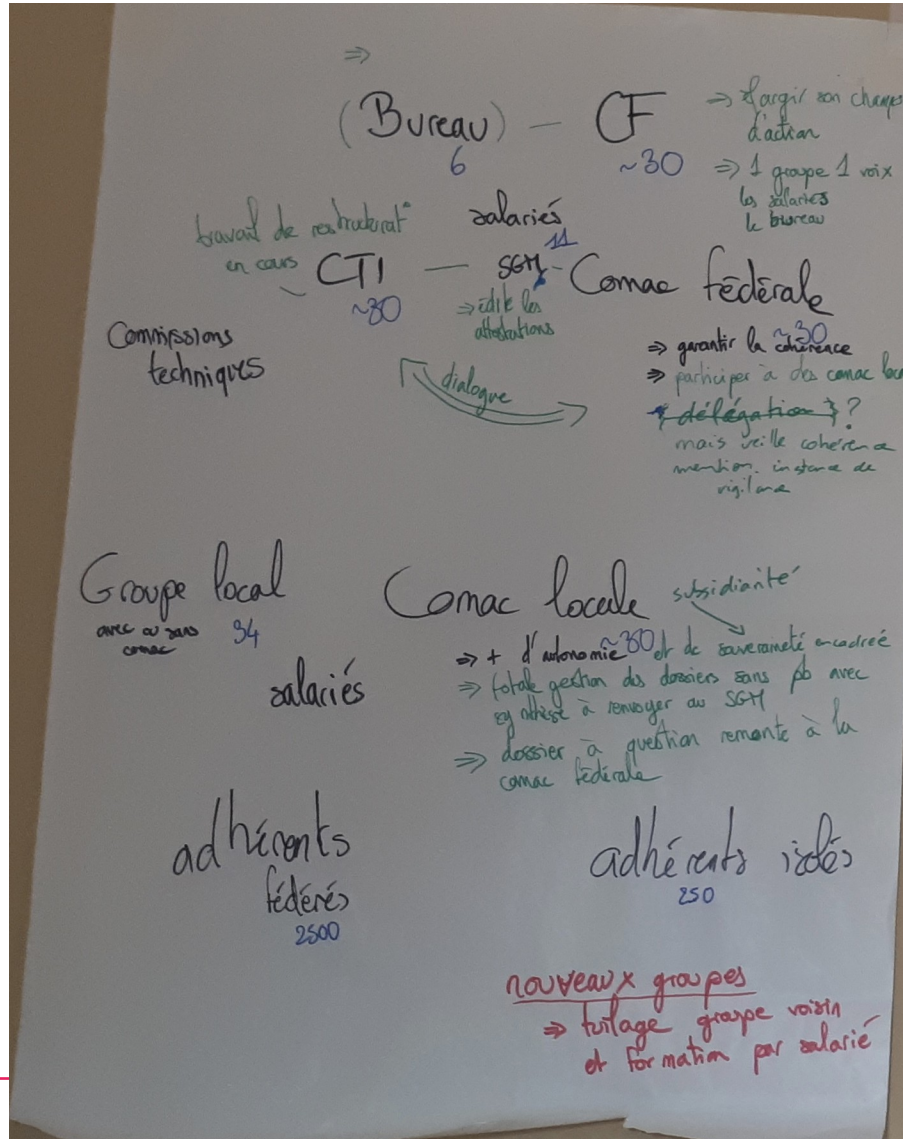 ⇒
(Bureau) — CF
6
~30
⇒ élargir son champs
d'action
⇒ 1 groupe 1 voix
les salariés
le bureau
travail de restructurat°
en cours
salariés
11
CTI — SGM - Comac fédérale
~30
⇒ édite les
attestations
~30
Commissions
techniques
dialogue
⇒ garantir la cohérence
⇒ participer à des comac loca
délégation ?
mais veille cohérence
mention. instance de
vigilance
Groupe local
avec ou sans
comac
34
salariés
Comac locale
subsidiarité
~30
⇒ + d'autonomie et de souveraineté encadreé
⇒ totale gestion des dossiers sans pb avec
synthèse à renvoyer au SGM
⇒ dossier à question remonte à la
comac fédérale
adhérents
fédérés
2500
adhérents isolés
250
nouveaux groupes
⇒ tuilage groupe voisin
et formation par salarié